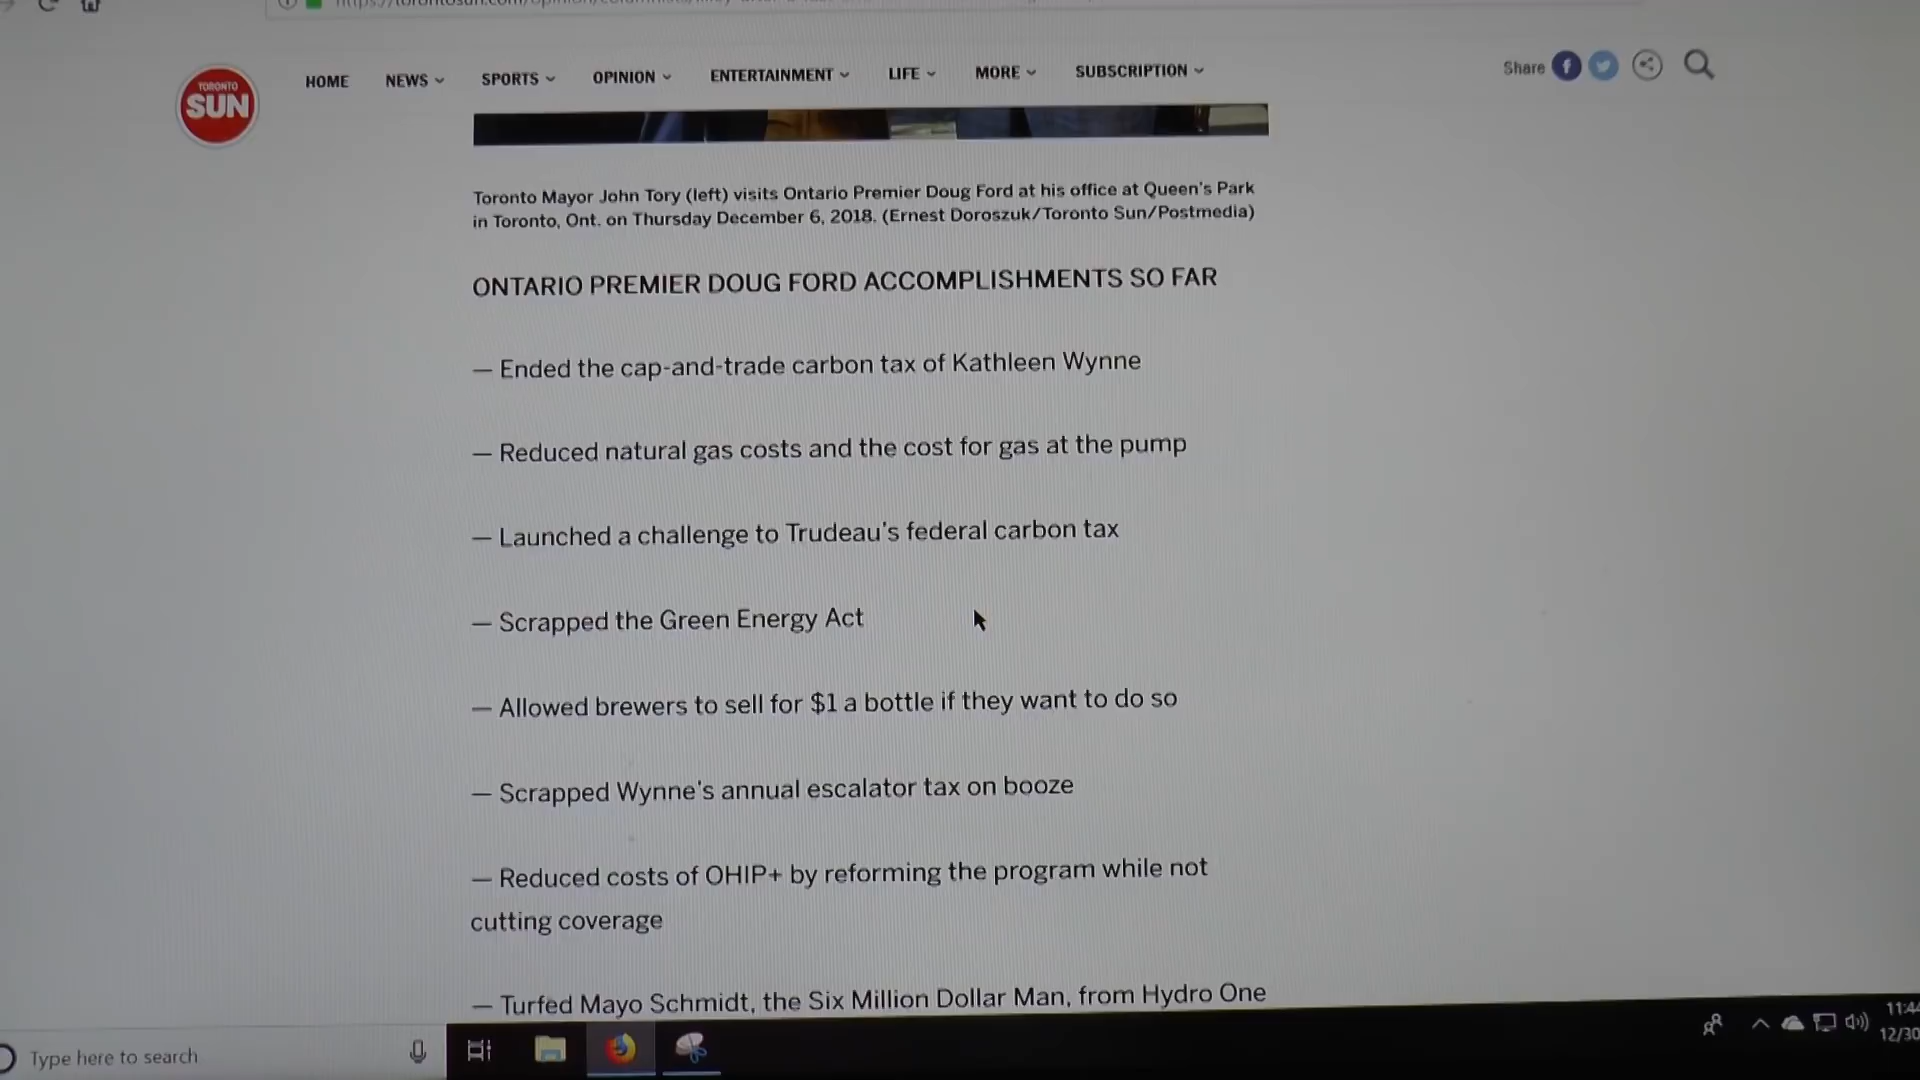 TORONTO
SUN
HOME NEWS SPORTS OPINION ENTERTAINMENT LIFE MORE SUBSCRIPTION Share
Toronto Mayor John Tory (left) visits Ontario Premier Doug Ford at his office at Queen's Park
in Toronto, Ont. on Thursday December 6, 2018. (Ernest Doroszuk/Toronto Sun/Postmedia)
ONTARIO PREMIER DOUG FORD ACCOMPLISHMENTS SO FAR
— Ended the cap-and-trade carbon tax of Kathleen Wynne
— Reduced natural gas costs and the cost for gas at the pump
— Launched a challenge to Trudeau's federal carbon tax
— Scrapped the Green Energy Act
— Allowed brewers to sell for $1 a bottle if they want to do so
— Scrapped Wynne's annual escalator tax on booze
— Reduced costs of OHIP+ by reforming the program while not
cutting coverage
— Turfed Mayo Schmidt, the Six Million Dollar Man, from Hydro One
Type here to search
11:44
12/30